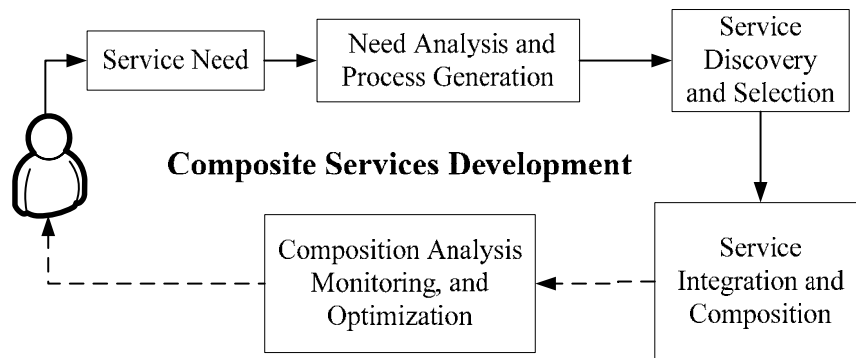 Service Need
Need Analysis and
Process Generation
Service
Discovery
and Selection
Composite Services Development
Composition Analysis
Monitoring, and
Optimization
Service
Integration and
Composition